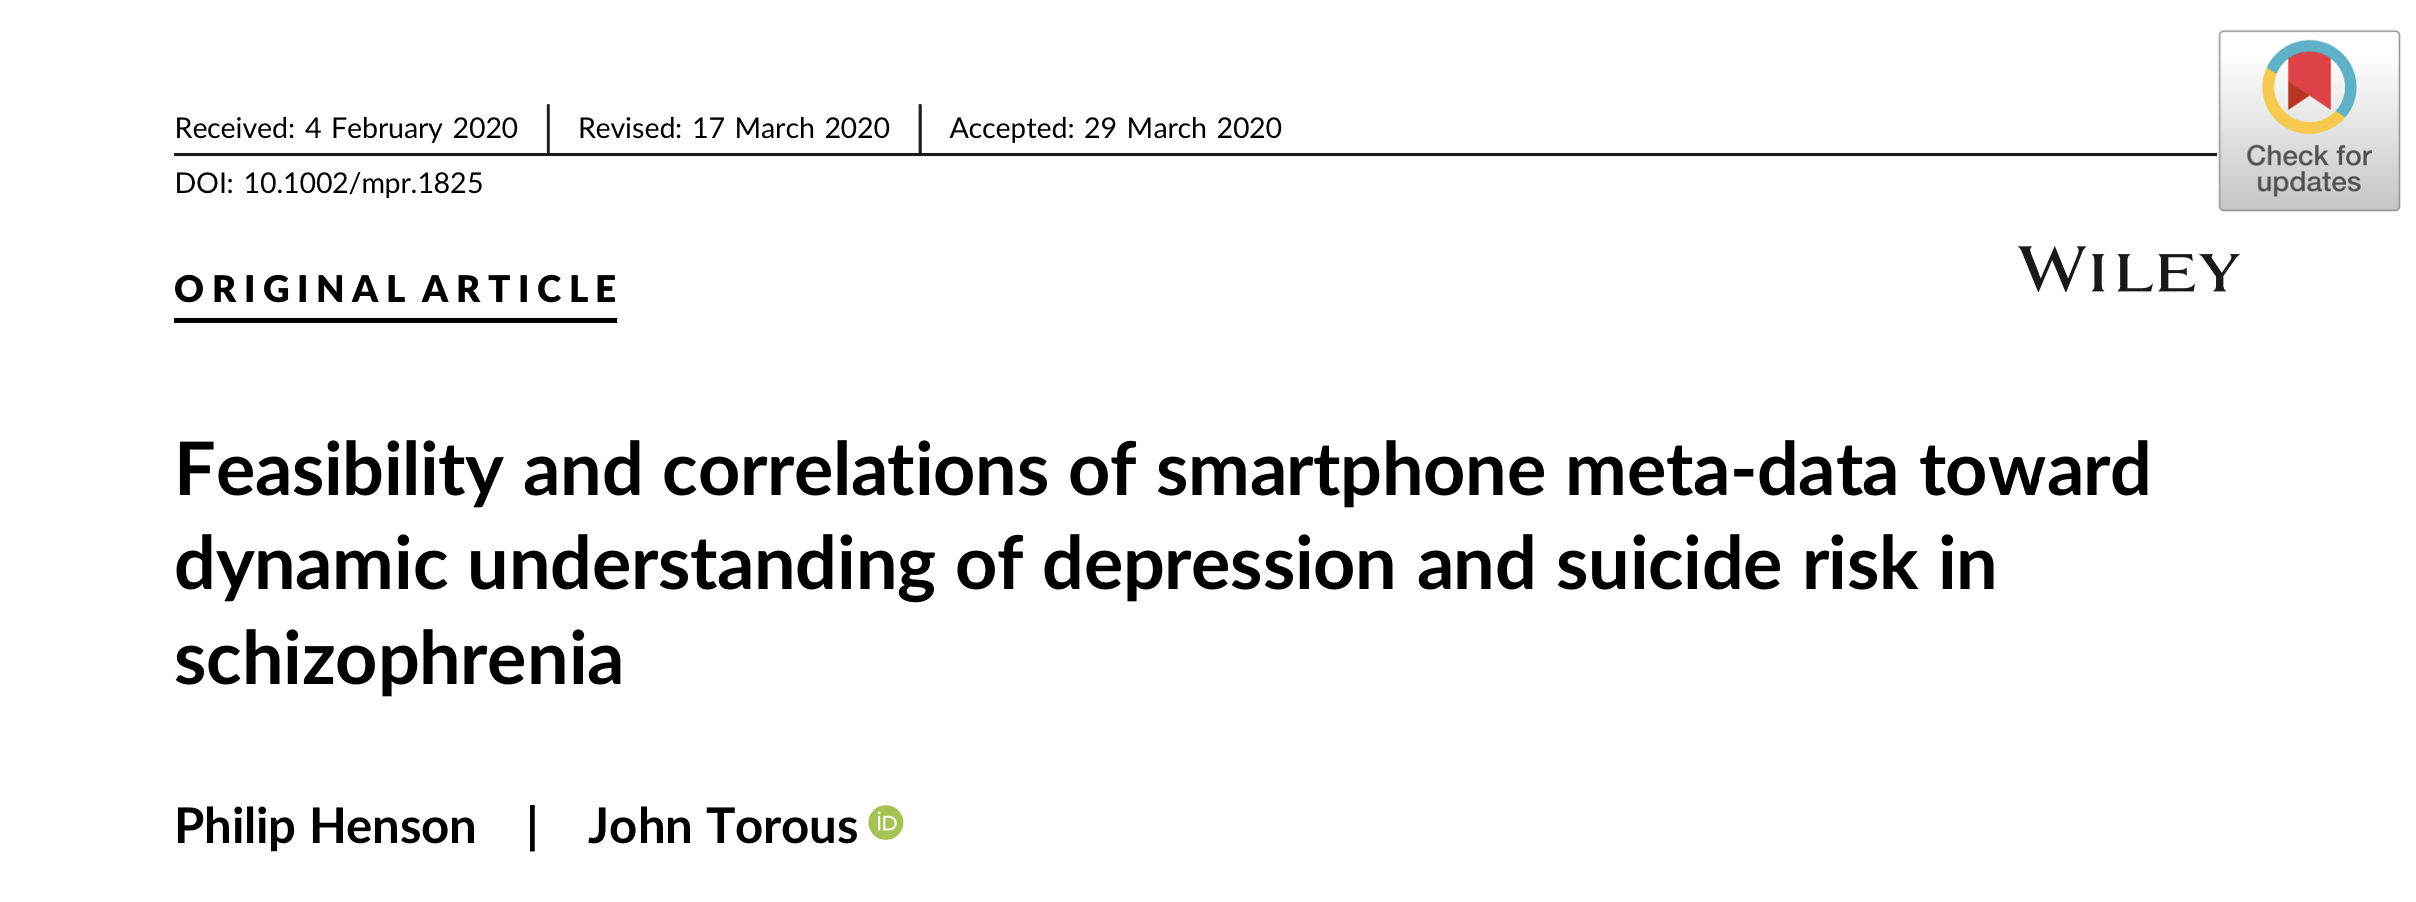 Received: 4 February 2020 | Revised: 17 March 2020 | Accepted: 29 March 2020
DOI: 10.1002/mpr.1825
Check for
updates
ORIGINAL ARTICLE
WILEY
Feasibility and correlations of smartphone meta-data toward
dynamic understanding of depression and suicide risk in
schizophrenia
Philip Henson | John Torous iD